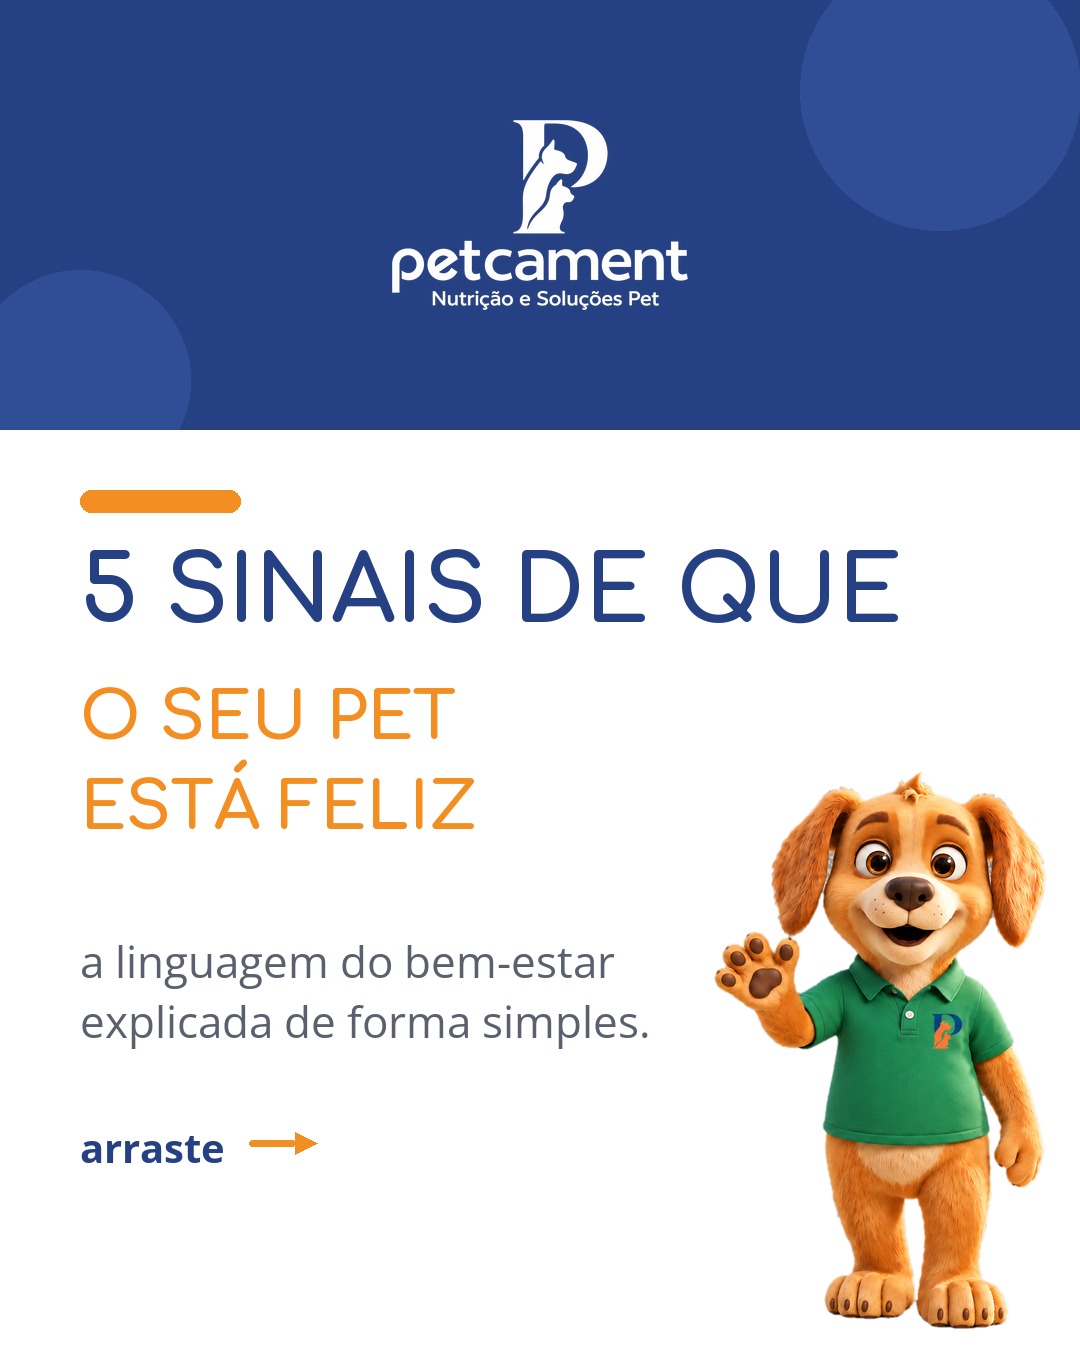 petcament
Nutrição e Soluções Pet
5 SINAIS DE QUE
O SEU PET
ESTÁ FELIZ
a linguagem do bem-estar
explicada de forma simples.
arraste